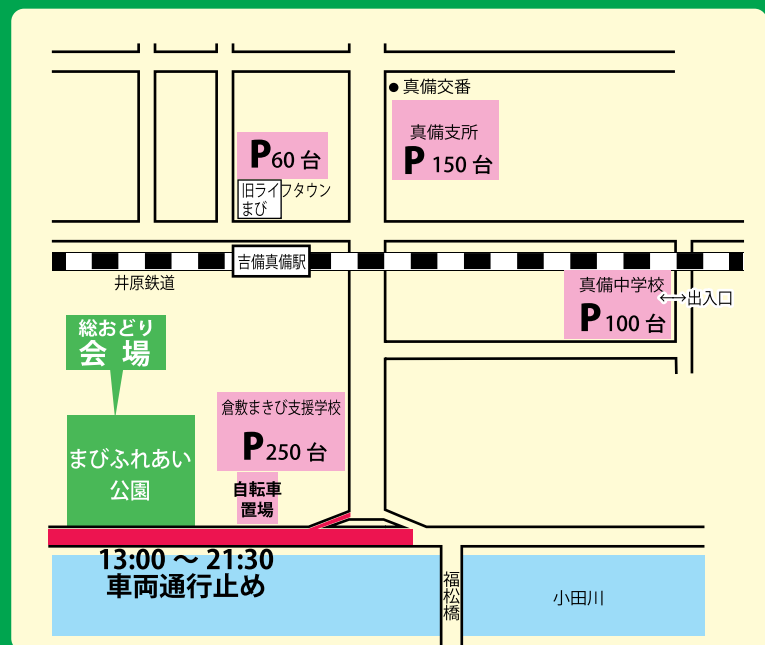 ● 真備交番
真備支所
P 150 台
P60 台
旧ライフタウン
まび
吉備真備駅
井原鉄道
真備中学校
P 100 台
出入口
総おどり
会 場
まびふれあい
公園
倉敷まきび支援学校
P 250 台
自転車
置場
13:00 〜 21:30
車両通行止め
福松橋
小田川